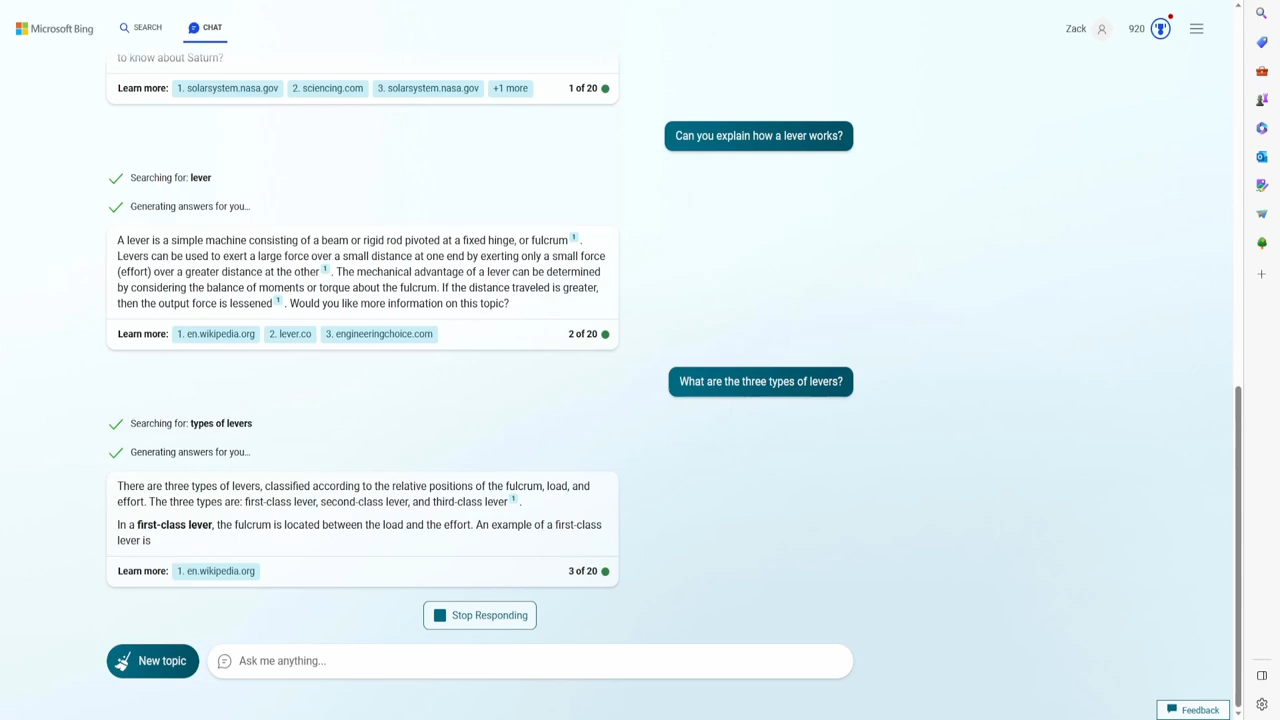 Microsoft Bing
SEARCH
CHAT
Zack
920
to know about Saturn?
Learn more: 1. solarsystem.nasa.gov 2. sciencing.com 3. solarsystem.nasa.gov +1 more 1 of 20
Can you explain how a lever works?
Searching for: lever
Generating answers for you...
A lever is a simple machine consisting of a beam or rigid rod pivoted at a fixed hinge, or fulcrum 1 .
Levers can be used to exert a large force over a small distance at one end by exerting only a small force
(effort) over a greater distance at the other 1 . The mechanical advantage of a lever can be determined
by considering the balance of moments or torque about the fulcrum. If the distance traveled is greater,
then the output force is lessened 1 . Would you like more information on this topic?
Learn more: 1. en.wikipedia.org 2. lever.co 3. engineeringchoice.com 2 of 20
What are the three types of levers?
Searching for: types of levers
Generating answers for you...
There are three types of levers, classified according to the relative positions of the fulcrum, load, and
effort. The three types are: first-class lever, second-class lever, and third-class lever 1 .
In a first-class lever, the fulcrum is located between the load and the effort. An example of a first-class
lever is
Learn more: 1. en.wikipedia.org 3 of 20
Stop Responding
New topic
Ask me anything...
Feedback